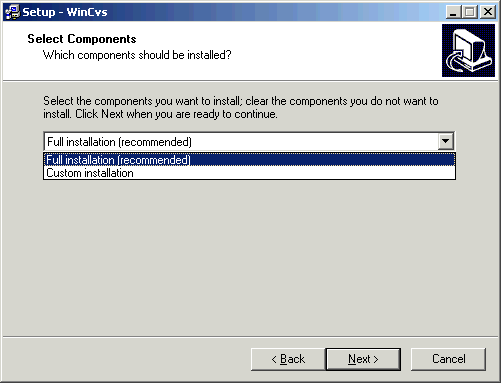 Setup - WinCvs
Select Components
Which components should be installed?
Select the components you want to install; clear the components you do not want to
install. Click Next when you are ready to continue.
Full installation (recommended)
Full installation (recommended)
Custom installation
< Back
Next >
Cancel